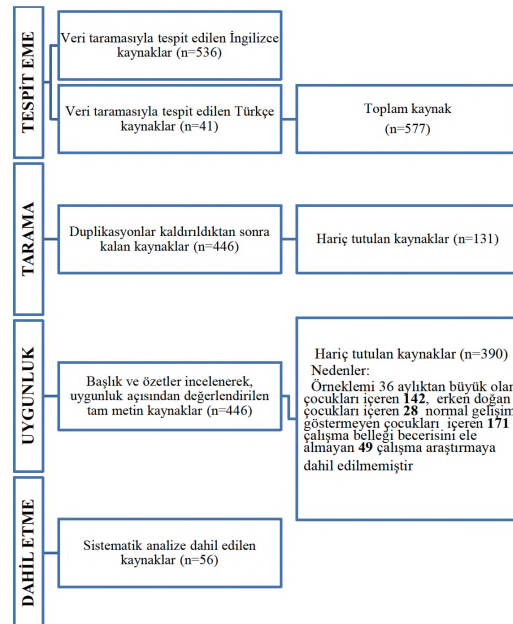 TESPİT EME
Veri taramasıyla tespit edilen İngilizce
kaynaklar (n=536)
Veri taramasıyla tespit edilen Türkçe
kaynaklar (n=41)
Toplam kaynak
(n=577)
TARAMA
Duplikasyonlar kaldırıldıktan sonra
kalan kaynaklar (n=446)
Hariç tutulan kaynaklar (n=131)
UYGUNLUK
Başlık ve özetler incelenerek,
uygunluk açısından değerlendirilen
tam metin kaynaklar (n=446)
Hariç tutulan kaynaklar (n=390)
Nedenler:
Örneklemi 36 aylıktan büyük olan
çocukları içeren 142, erken doğan
çocukları içeren 28 normal gelişim
göstermeyen çocukları içeren 171
çalışma belleği becerisini ele
almayan 49 çalışma araştırmaya
dahil edilmemiştir
DAHİL ETME
Sistematik analize dahil edilen
kaynaklar (n=56)